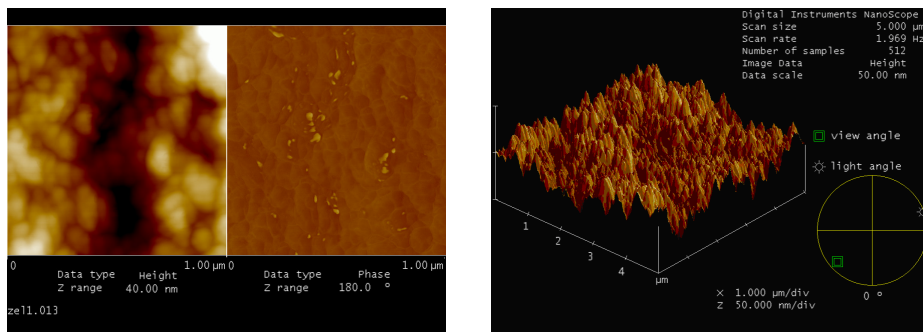 0 1.00 µm 0 1.00 µm
Data type Height
Z range 40.00 nm
Data type Phase
Z range 180.0 °
zel1.013
Digital Instruments NanoScope
Scan size 5.000 µm
Scan rate 1.969 Hz
Number of samples 512
Image Data Height
Data scale 50.00 nm
view angle
light angle
1
2
3
4
µm
X 1.000 µm/div
Z 50.000 nm/div
0 °